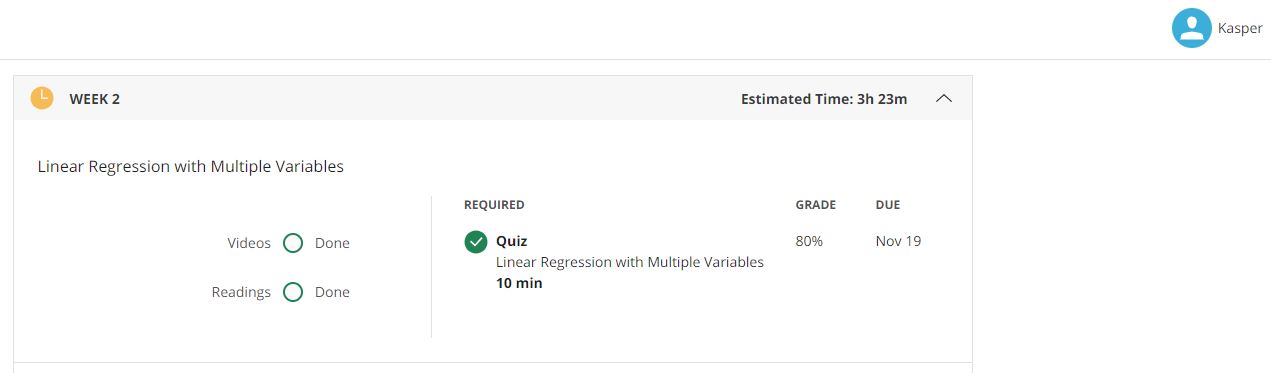 Kasper
WEEK 2 Estimated Time: 3h 23m
Linear Regression with Multiple Variables
REQUIRED GRADE DUE
Videos Done
Readings Done
Quiz 80% Nov 19
Linear Regression with Multiple Variables
10 min